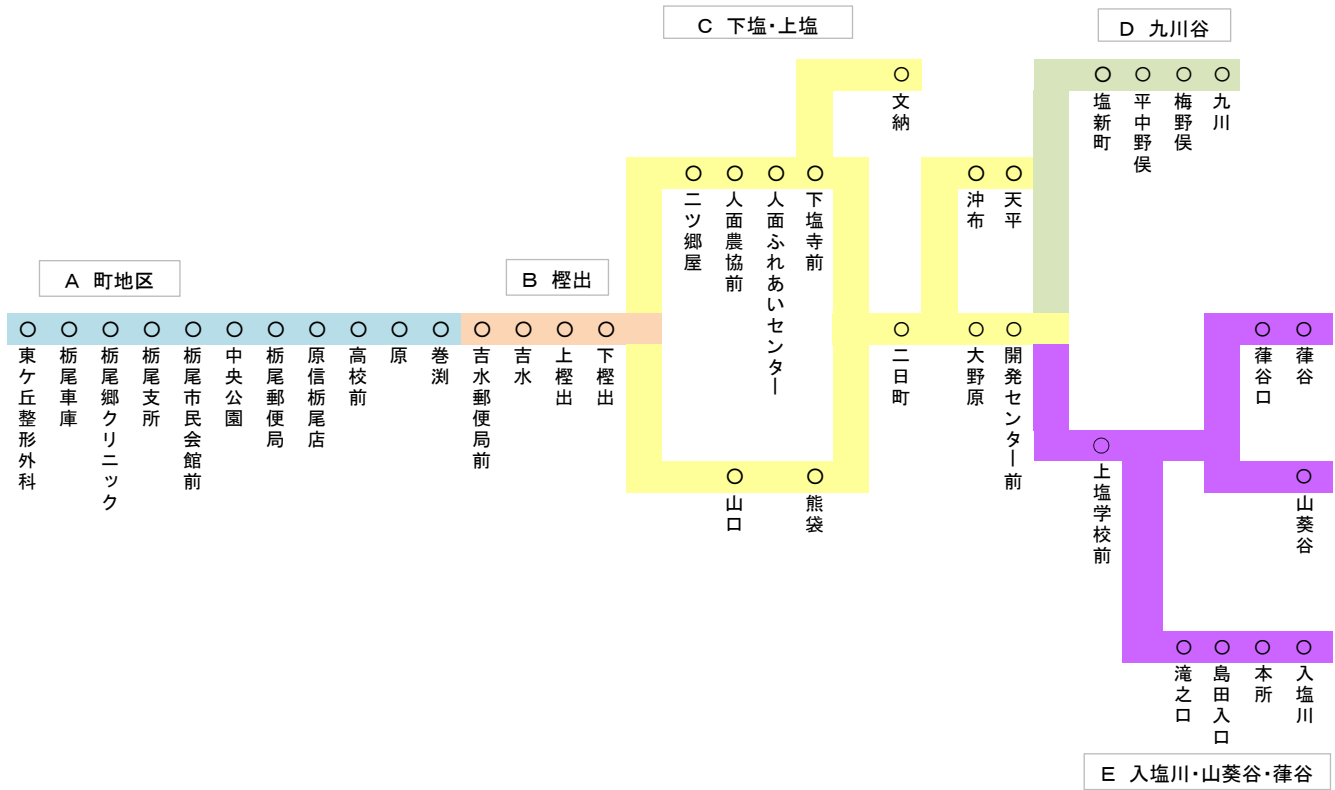 C 下塩・上塩
D 九川谷
文納
塩新町
平中野俣
梅野俣
九川
二ツ郷屋
人面農協前
人面ふれあいセンター
下塩寺前
沖布
天平
A 町地区
B 樫出
東ケ丘整形外科
栃尾車庫
栃尾郷クリニック
栃尾支所
栃尾市民会館前
中央公園
栃尾郵便局
原信栃尾店
高校前
原
巻渕
吉水郵便局前
吉水
上樫出
下樫出
二日町
大野原
開発センター前
葎谷口
葎谷
山口
熊袋
上塩学校前
山葵谷
滝之口
島田入口
本所
入塩川
E 入塩川・山葵谷・葎谷